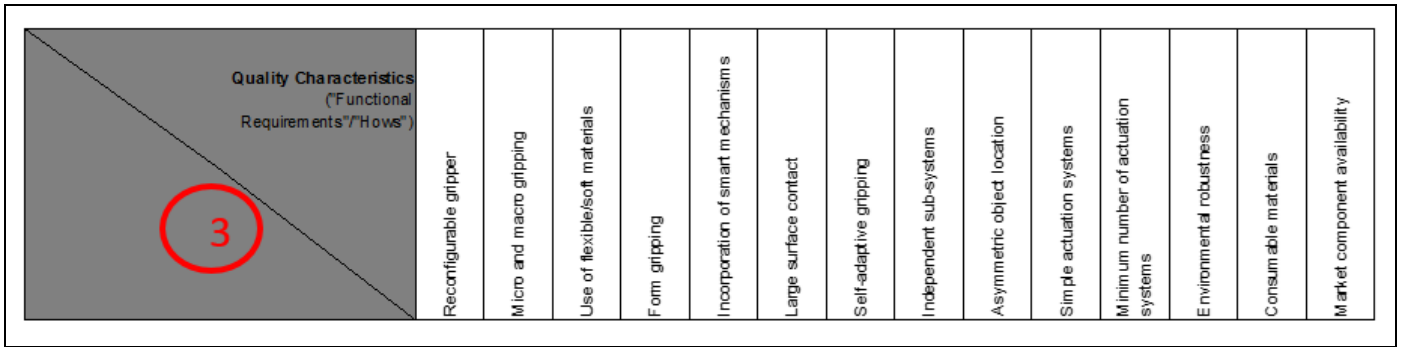 Quality Characteristics
("Functional
Requirements"/"Hows")
3
Reconfigurable gripper
Micro and macro gripping
Use of flexible/soft materials
Form gripping
Incorporation of smart mechanisms
Large surface contact
Self-adaptive gripping
Independent sub-systems
Asymmetric object location
Simple actuation systems
Minimum number of actuation
systems
Environmental robustness
Consumable materials
Market component availability